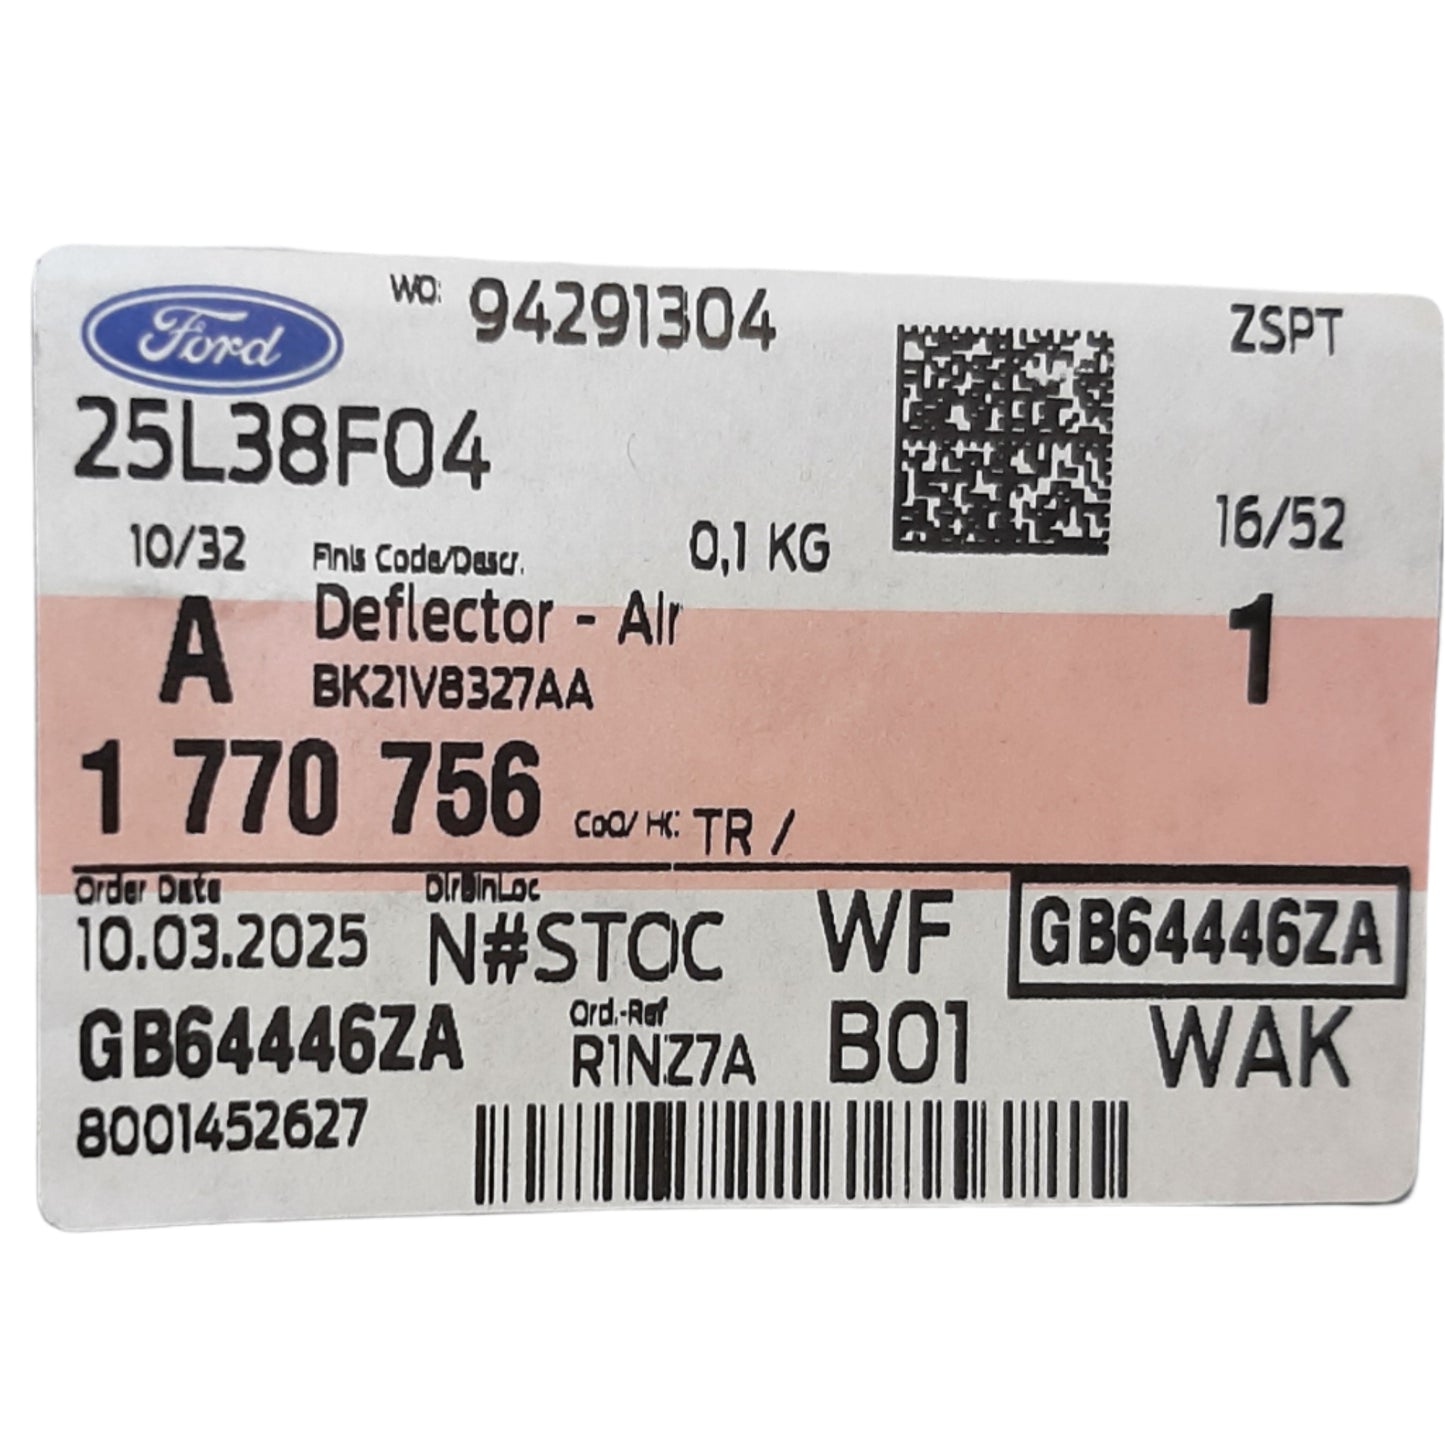 Ford
WO: 94291304
ZSPT
25L38F04
10/32
Finis Code/Descr.
0,1 KG
16/52
A
Deflector - Air
1
BK21V8327AA
1 770 756
CoO/ HC: TR /
Order Date
DlrBinLoc
10.03.2025
N#STOC
WF
GB64446ZA
GB64446ZA
Ord.-Ref
R1NZ7A
B01
WAK
8001452627